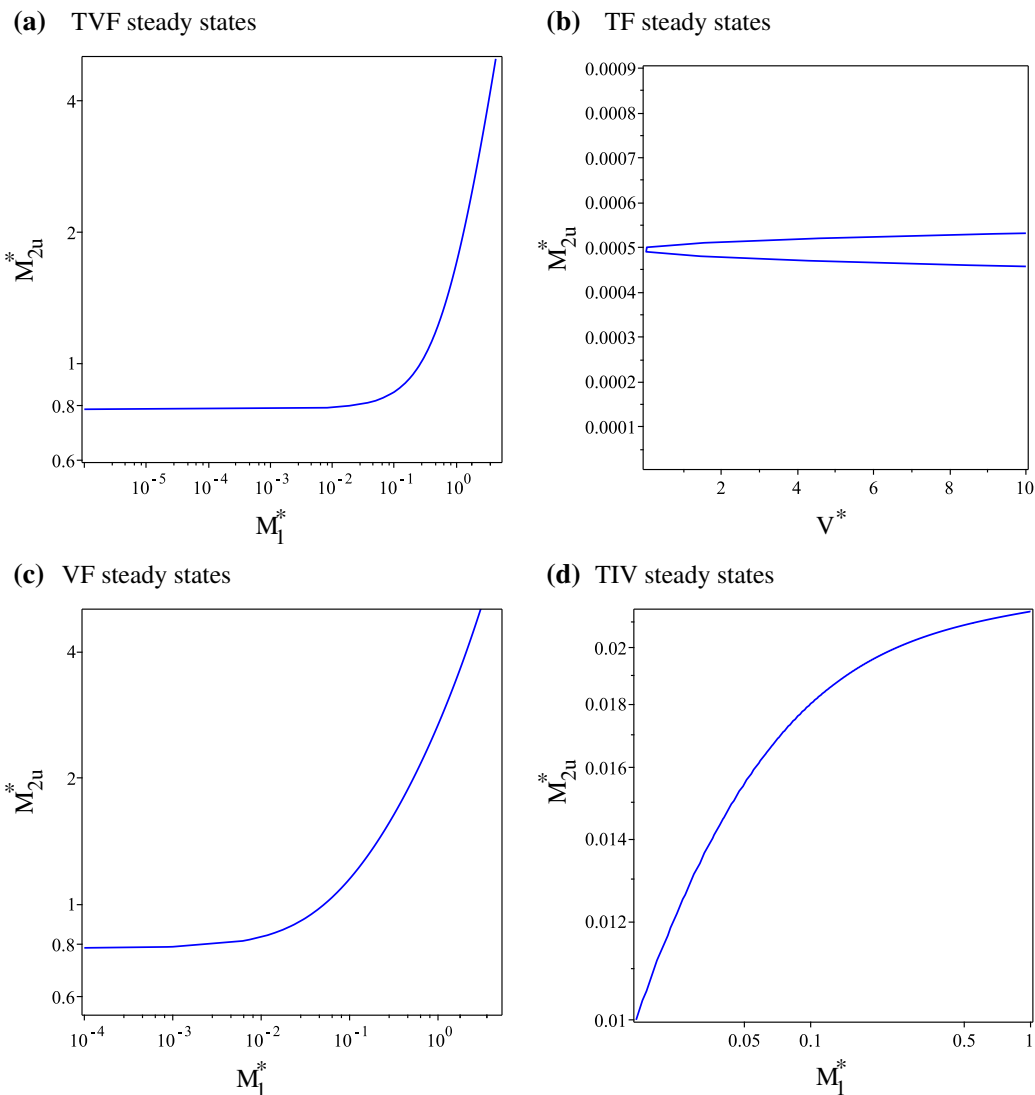 (a) TVF steady states
4
2
1
0.8
0.6
M*2u
10-5 10-4 10-3 10-2 10-1 100
M*1
(b) TF steady states
0.0009
0.0008
0.0007
0.0006
0.0005
0.0004
0.0003
0.0002
0.0001
M*2u
2 4 6 8 10
V*
(c) VF steady states
4
2
1
0.8
0.6
M*2u
10-4 10-3 10-2 10-1 100
M*1
(d) TIV steady states
0.02
0.018
0.016
0.014
0.012
0.01
M*2u
0.05 0.1 0.5 1
M*1